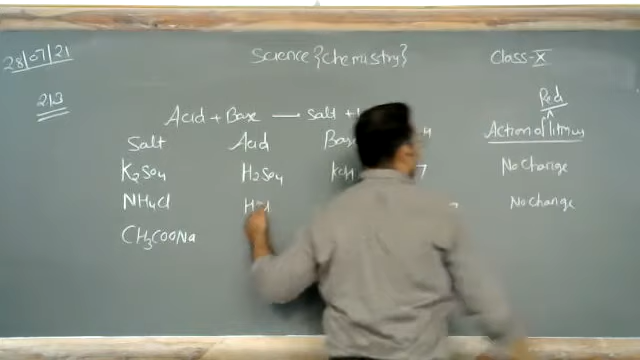 28/07/21 Science {Chemistry} Class-X
213 Red
Acid + Base → Salt +
Salt Acid Base H Action of litmus
K2SO4 H2SO4 KOH 7 No Change
NH4Cl No Change
CH3COONa